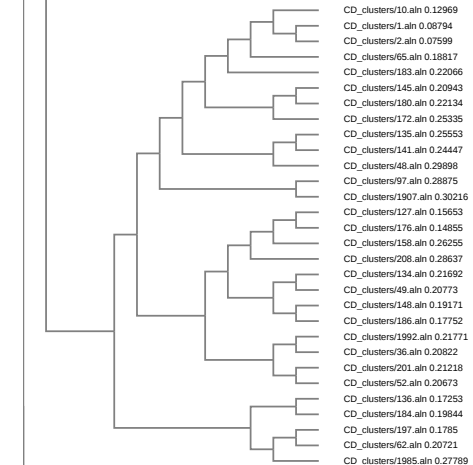 CD_clusters/10.aln 0.12969
CD_clusters/1.aln 0.08794
CD_clusters/2.aln 0.07599
CD_clusters/65.aln 0.18817
CD_clusters/183.aln 0.22066
CD_clusters/145.aln 0.20943
CD_clusters/180.aln 0.22134
CD_clusters/172.aln 0.25335
CD_clusters/135.aln 0.25553
CD_clusters/141.aln 0.24447
CD_clusters/48.aln 0.29898
CD_clusters/97.aln 0.28875
CD_clusters/1907.aln 0.30216
CD_clusters/127.aln 0.15653
CD_clusters/176.aln 0.14855
CD_clusters/158.aln 0.26255
CD_clusters/208.aln 0.28637
CD_clusters/134.aln 0.21692
CD_clusters/49.aln 0.20773
CD_clusters/148.aln 0.19171
CD_clusters/186.aln 0.17752
CD_clusters/1992.aln 0.21771
CD_clusters/36.aln 0.20822
CD_clusters/201.aln 0.21218
CD_clusters/52.aln 0.20673
CD_clusters/136.aln 0.17253
CD_clusters/184.aln 0.19844
CD_clusters/197.aln 0.1785
CD_clusters/62.aln 0.20721
CD_clusters/1985.aln 0.27789